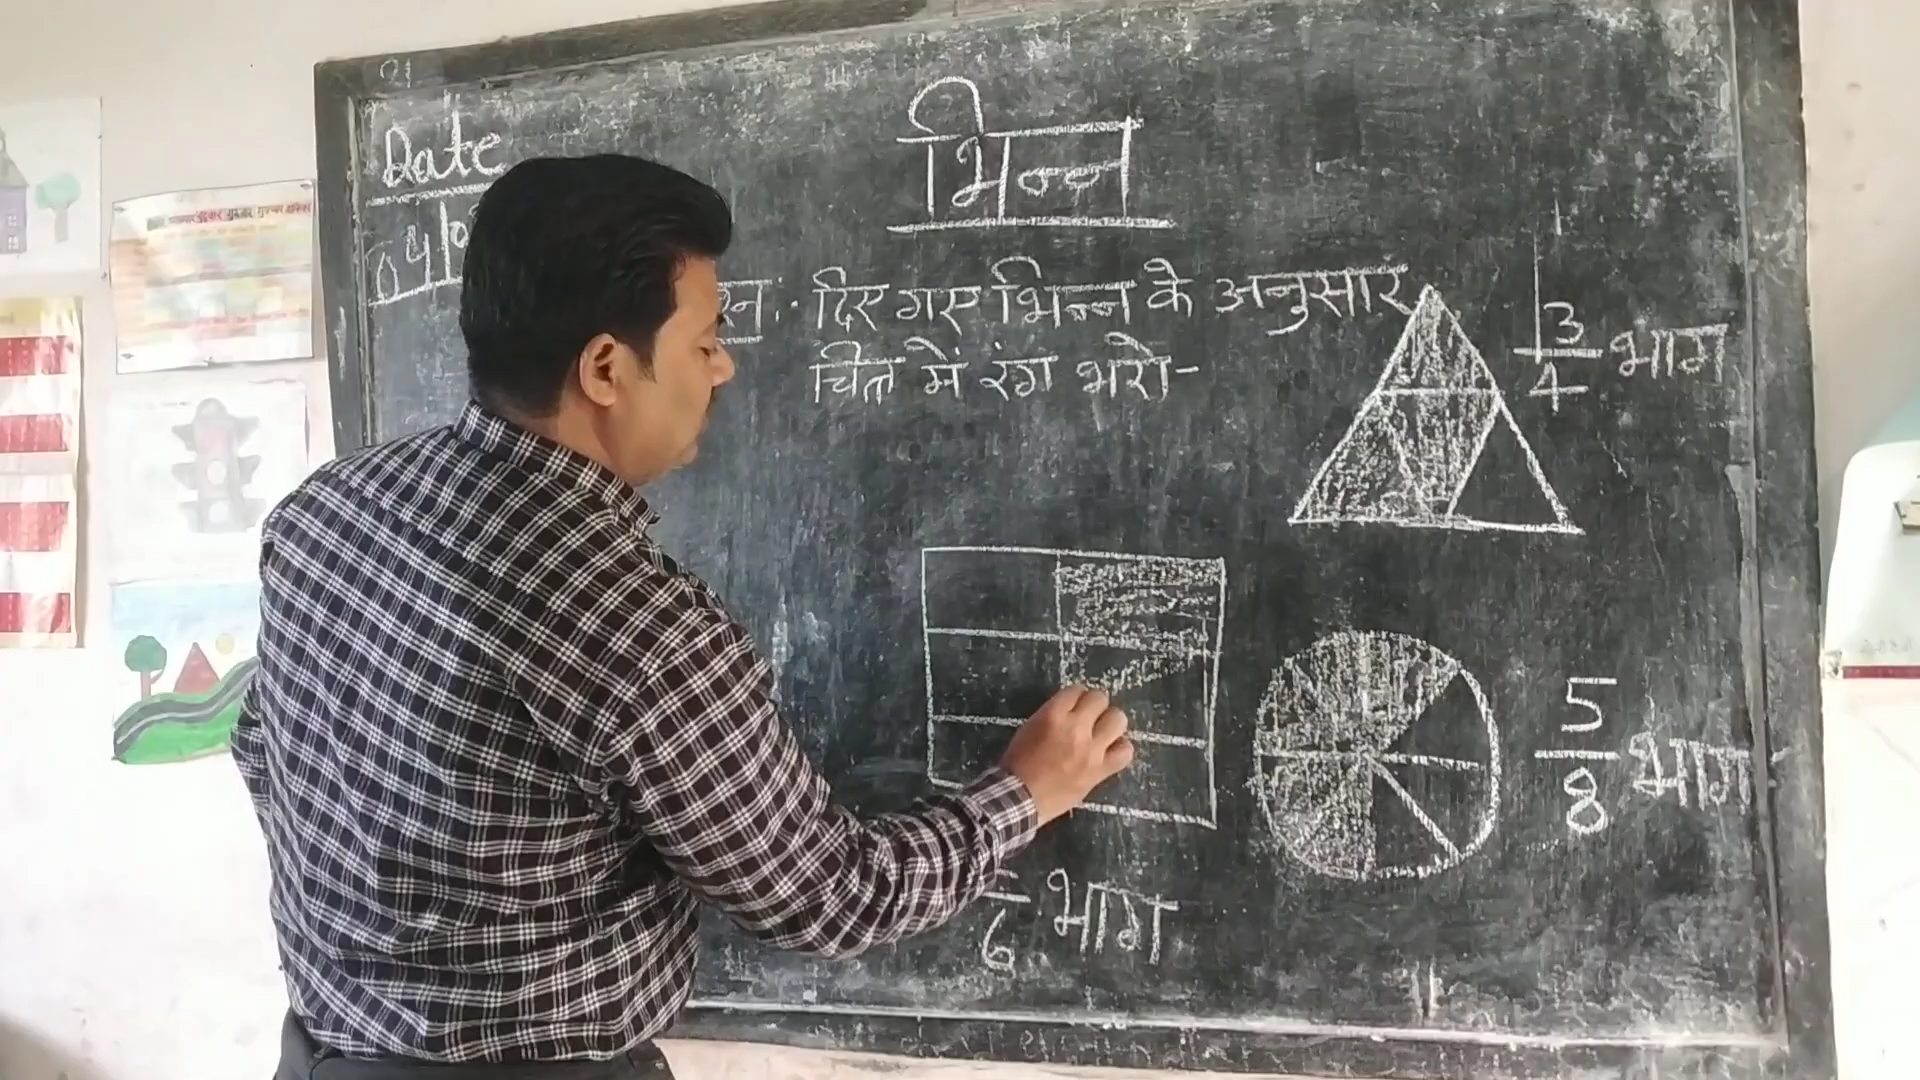 Date
भिन्न
दिए गए भिन्न के अनुसार
चित्र में रंग भरो-
3/4 भाग
5/8 भाग
6 भाग